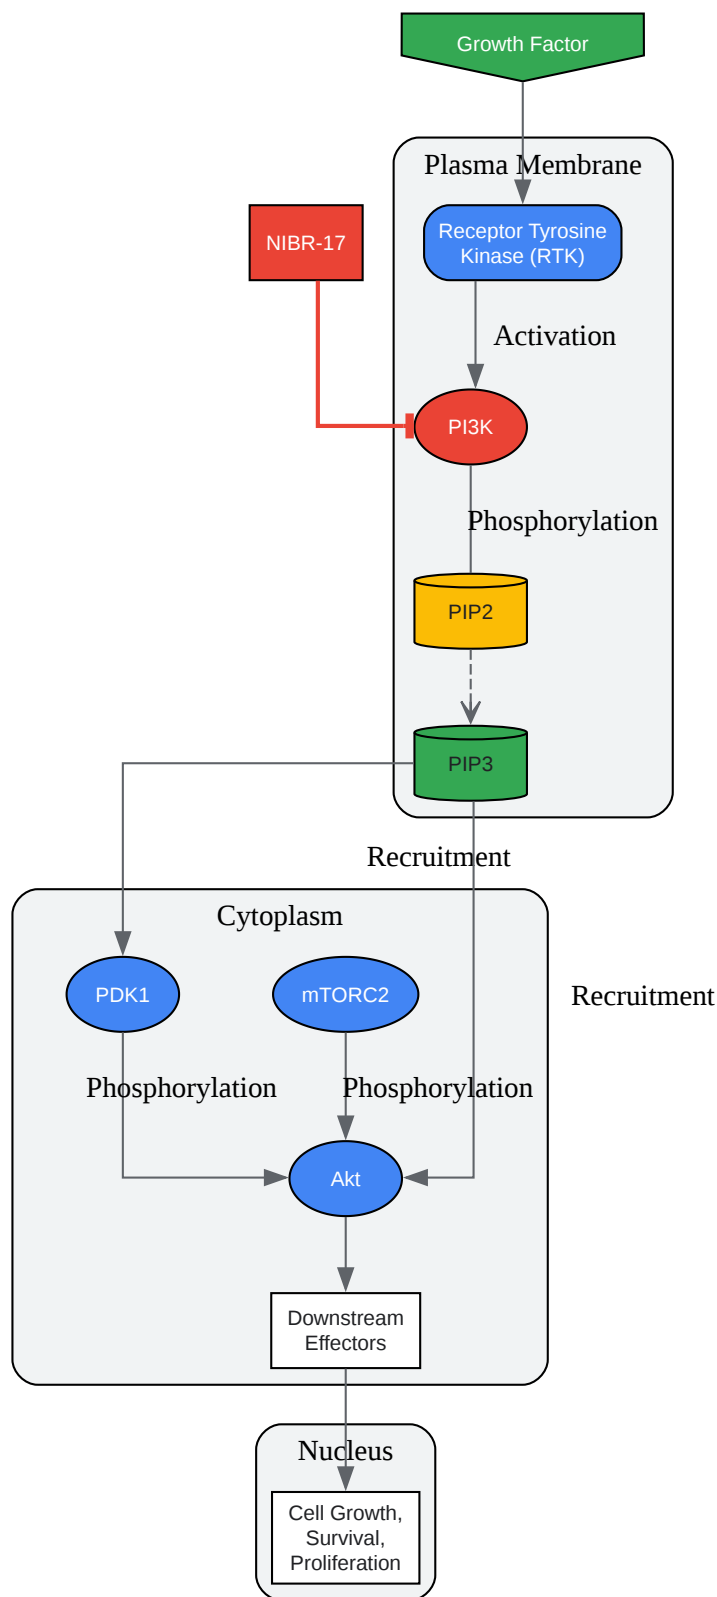 Growth Factor
Plasma Membrane
NIBR-17
Receptor Tyrosine
Kinase (RTK)
Activation
PI3K
Phosphorylation
PIP2
PIP3
Recruitment
Cytoplasm
PDK1
mTORC2
Recruitment
Phosphorylation
Phosphorylation
Akt
Downstream
Effectors
Nucleus
Cell Growth,
Survival,
Proliferation